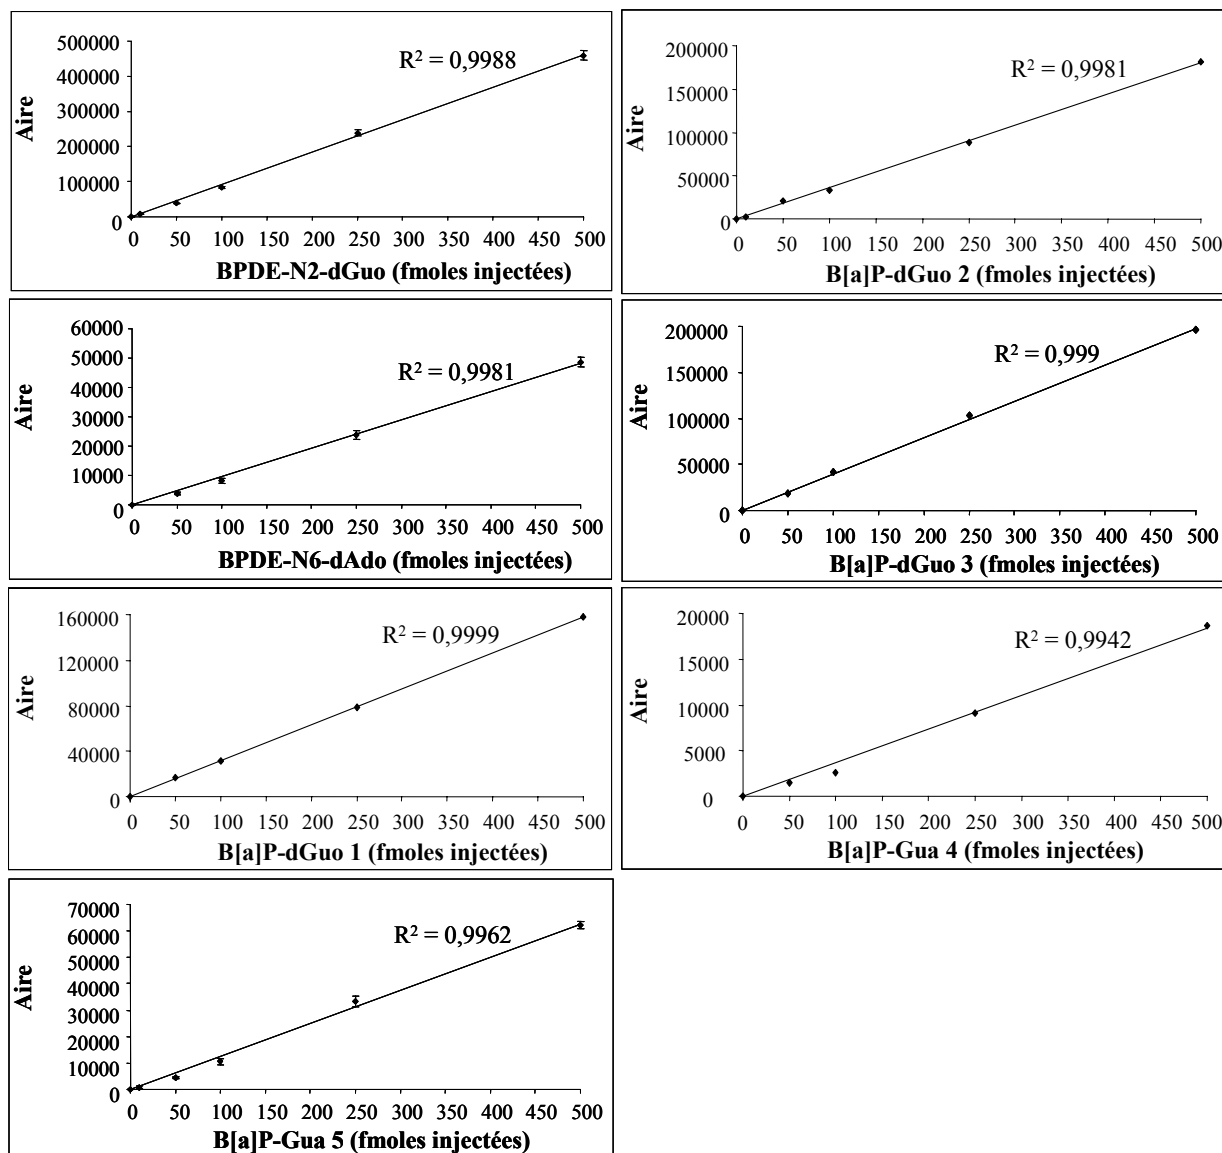 500000
400000
300000
200000
100000
0
Aire
R² = 0,9988
0 50 100 150 200 250 300 350 400 450 500
BPDE-N2-dGuo (fmoles injectées)
200000
150000
100000
50000
0
Aire
R² = 0,9981
0 50 100 150 200 250 300 350 400 450 500
B[a]P-dGuo 2 (fmoles injectées)
60000
50000
40000
30000
20000
10000
0
Aire
R² = 0,9981
0 50 100 150 200 250 300 350 400 450 500
BPDE-N6-dAdo (fmoles injectées)
200000
150000
100000
50000
0
Aire
R² = 0,999
0 50 100 150 200 250 300 350 400 450 500
B[a]P-dGuo 3 (fmoles injectées)
160000
120000
80000
40000
0
Aire
R² = 0,9999
0 50 100 150 200 250 300 350 400 450 500
B[a]P-dGuo 1 (fmoles injectées)
20000
15000
10000
5000
0
Aire
R² = 0,9942
0 50 100 150 200 250 300 350 400 450 500
B[a]P-Gua 4 (fmoles injectées)
70000
60000
50000
40000
30000
20000
10000
0
Aire
R² = 0,9962
0 50 100 150 200 250 300 350 400 450 500
B[a]P-Gua 5 (fmoles injectées)